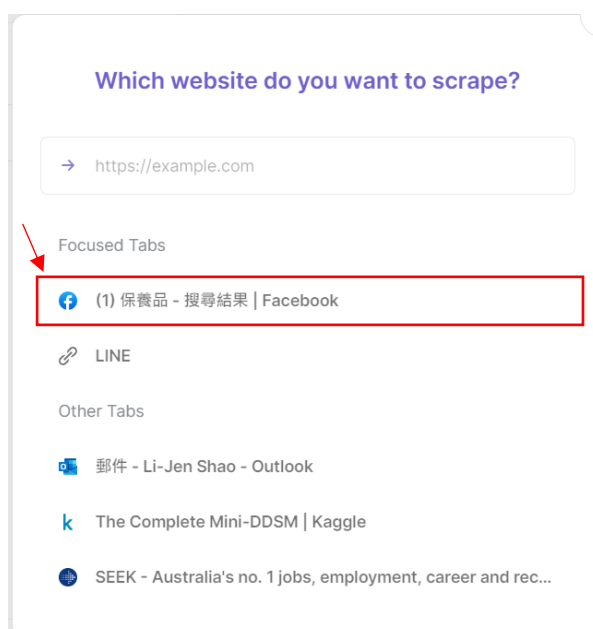 Which website do you want to scrape?
https://example.com
Focused Tabs
(1) 保養品 - 搜尋結果 | Facebook
LINE
Other Tabs
郵件 - Li-Jen Shao - Outlook
The Complete Mini-DDSM | Kaggle
SEEK - Australia's no. 1 jobs, employment, career and rec...